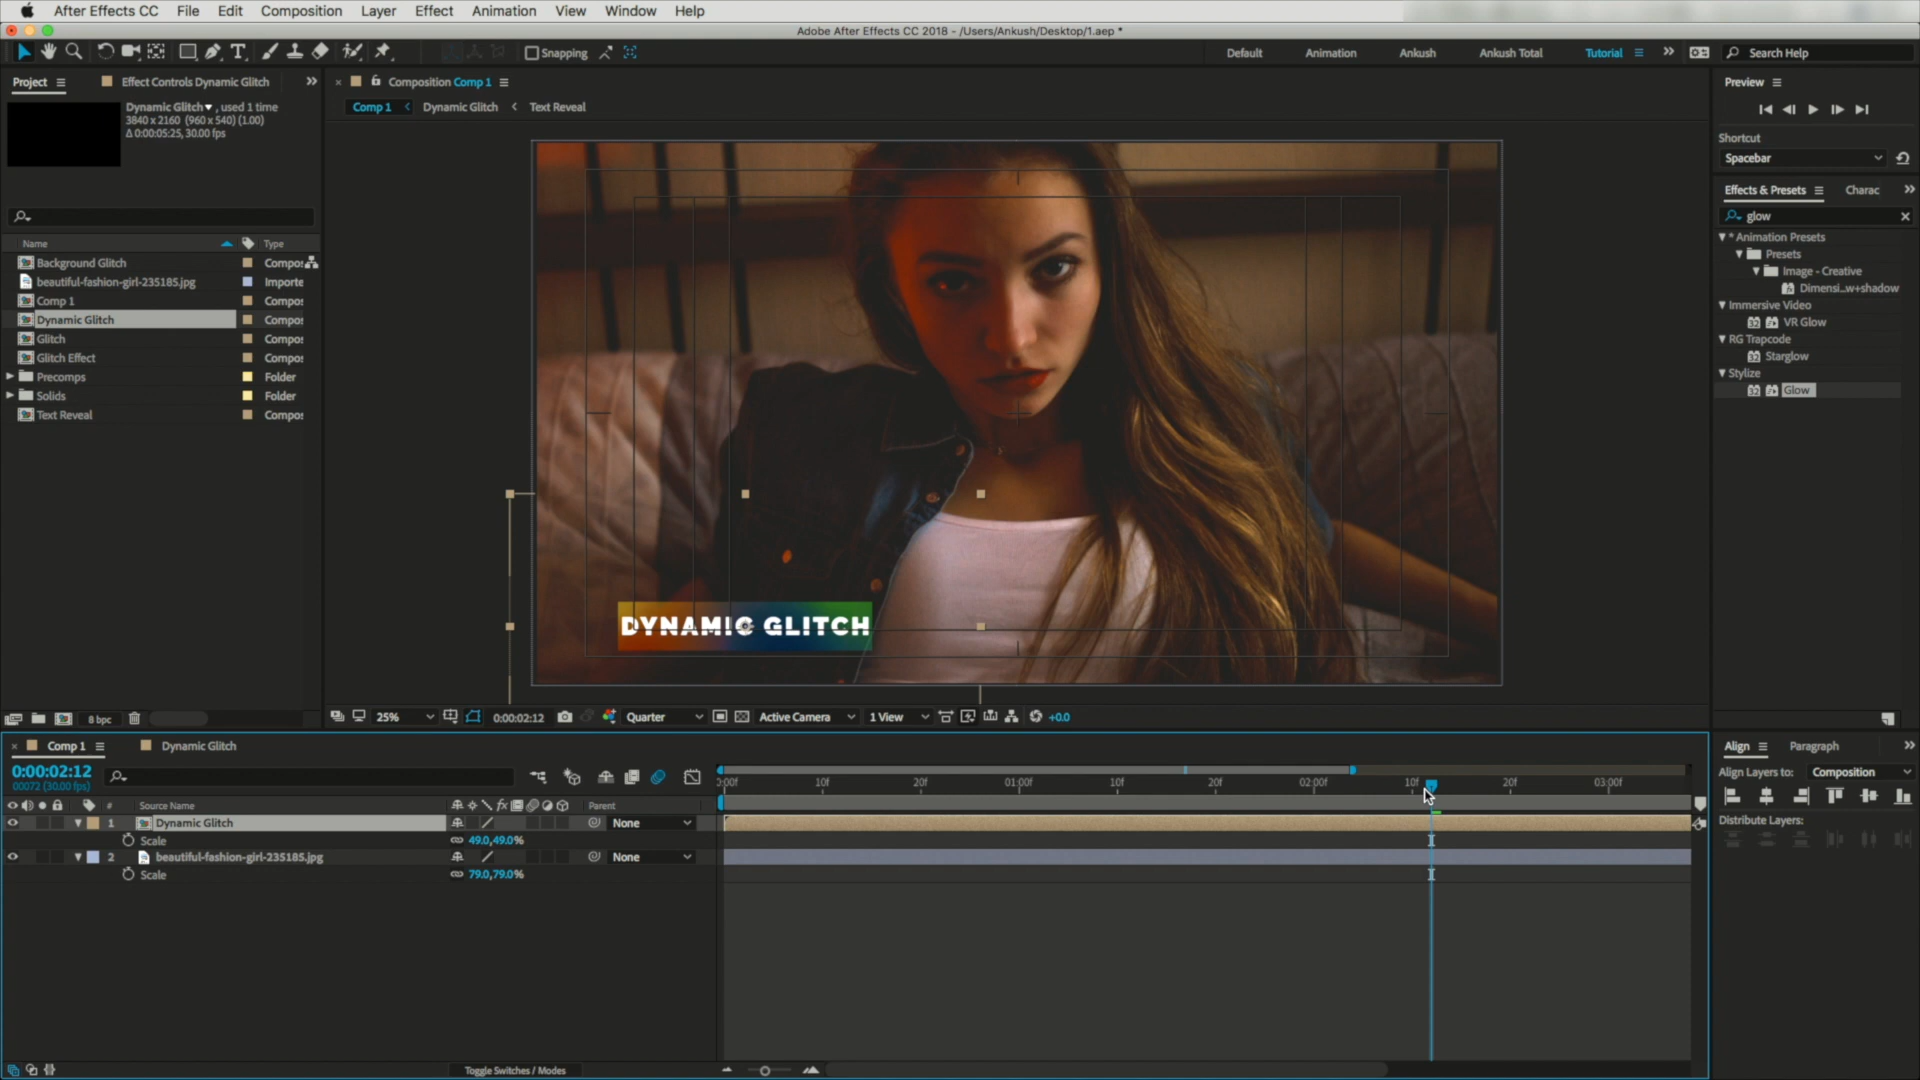 After Effects CC File Edit Composition Layer Effect Animation View Window Help
Adobe After Effects CC 2018 - /Users/Ankush/Desktop/1.aep *
Snapping Default Animation Ankush Ankush Total Tutorial Search Help
Project Effect Controls Dynamic Glitch
Dynamic Glitch , used 1 time
3840 x 2160 (960 x 540) (1.00)
Δ 0:00:05:25, 30.00 fps
Name Type
Background Glitch Compo:
beautiful-fashion-girl-235185.jpg Importe
Comp 1 Compo:
Dynamic Glitch Compo:
Glitch Compo:
Glitch Effect Compo:
Precomps Folder
Solids Folder
Text Reveal Compo:
8 bpc
Composition Comp 1
Comp 1 Dynamic Glitch Text Reveal
DYNAMIC GLITCH
25% 0:00:02:12 Quarter Active Camera 1 View +0.0
Preview
Shortcut
Spacebar
Effects & Presets Charac
glow
* Animation Presets
Presets
Image - Creative
Dimensi...w+shadow
Immersive Video
VR Glow
RG Trapcode
Starglow
Stylize
Glow
Comp 1 Dynamic Glitch
0:00:02:12
00072 (30.00 fps)
0:00f 10f 20f 01:00f 10f 20f 02:00f 10f 20f 03:00f
# Source Name fx Parent
1 Dynamic Glitch None
Scale 49.0,49.0%
2 beautiful-fashion-girl-235185.jpg None
Scale 79.0,79.0%
Toggle Switches / Modes
Align Paragraph
Align Layers to: Composition
Distribute Layers: